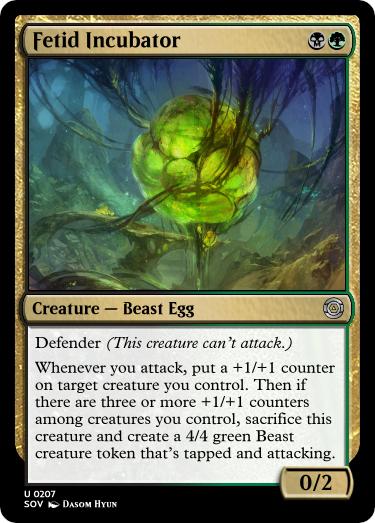 Fetid Incubator
Creature — Beast Egg
Defender (This creature can't attack.)
Whenever you attack, put a +1/+1 counter
on target creature you control. Then if
there are three or more +1/+1 counters
among creatures you control, sacrifice this
creature and create a 4/4 green Beast
creature token that's tapped and attacking.
0/2
U 0207
SOV Dasom Hyun